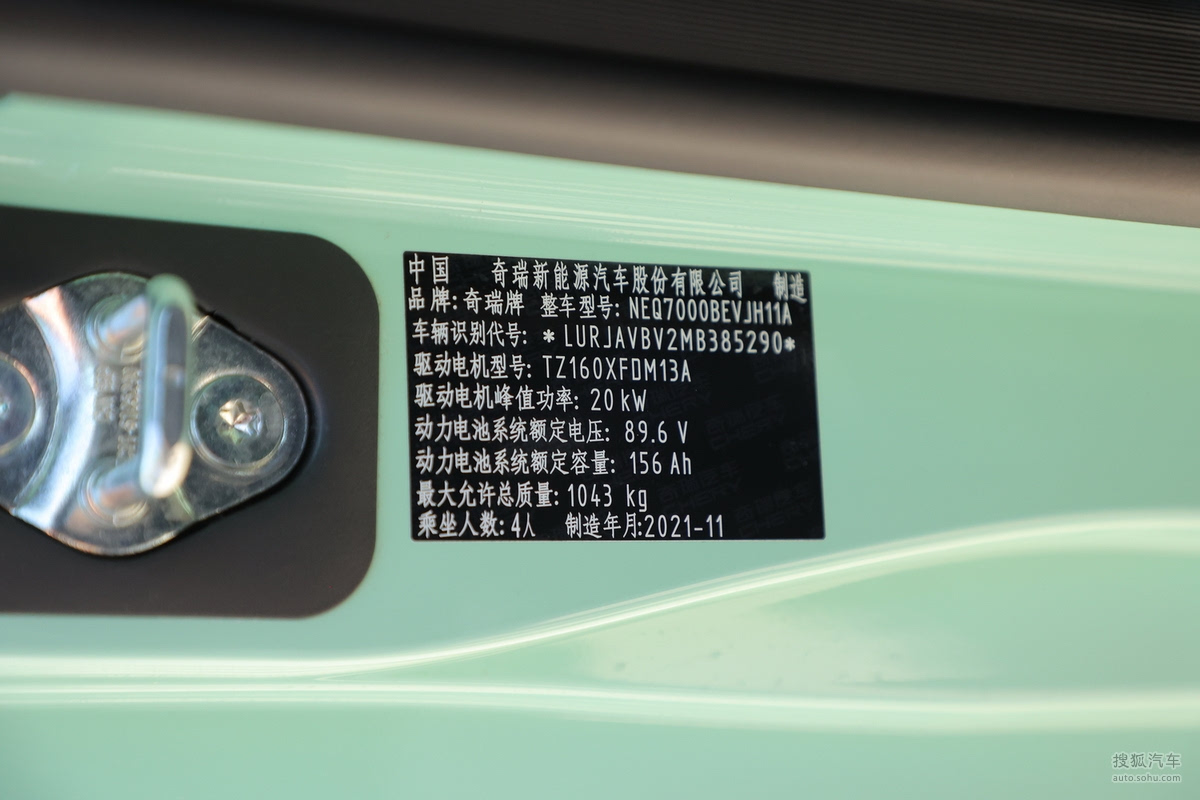 中国 奇瑞新能源汽车股份有限公司 制造
品牌:奇瑞牌 整车型号:NEQ7000BEVJH11A
车辆识别代号: *LURJAVBV2MB385290*
驱动电机型号:TZ160XFDM13A
驱动电机峰值功率:20kW
动力电池系统额定电压: 89.6 V
动力电池系统额定容量: 156 Ah
最大允许总质量:1043 kg
乘坐人数:4人 制造年月:2021-11
搜狐汽车
auto.sohu.com